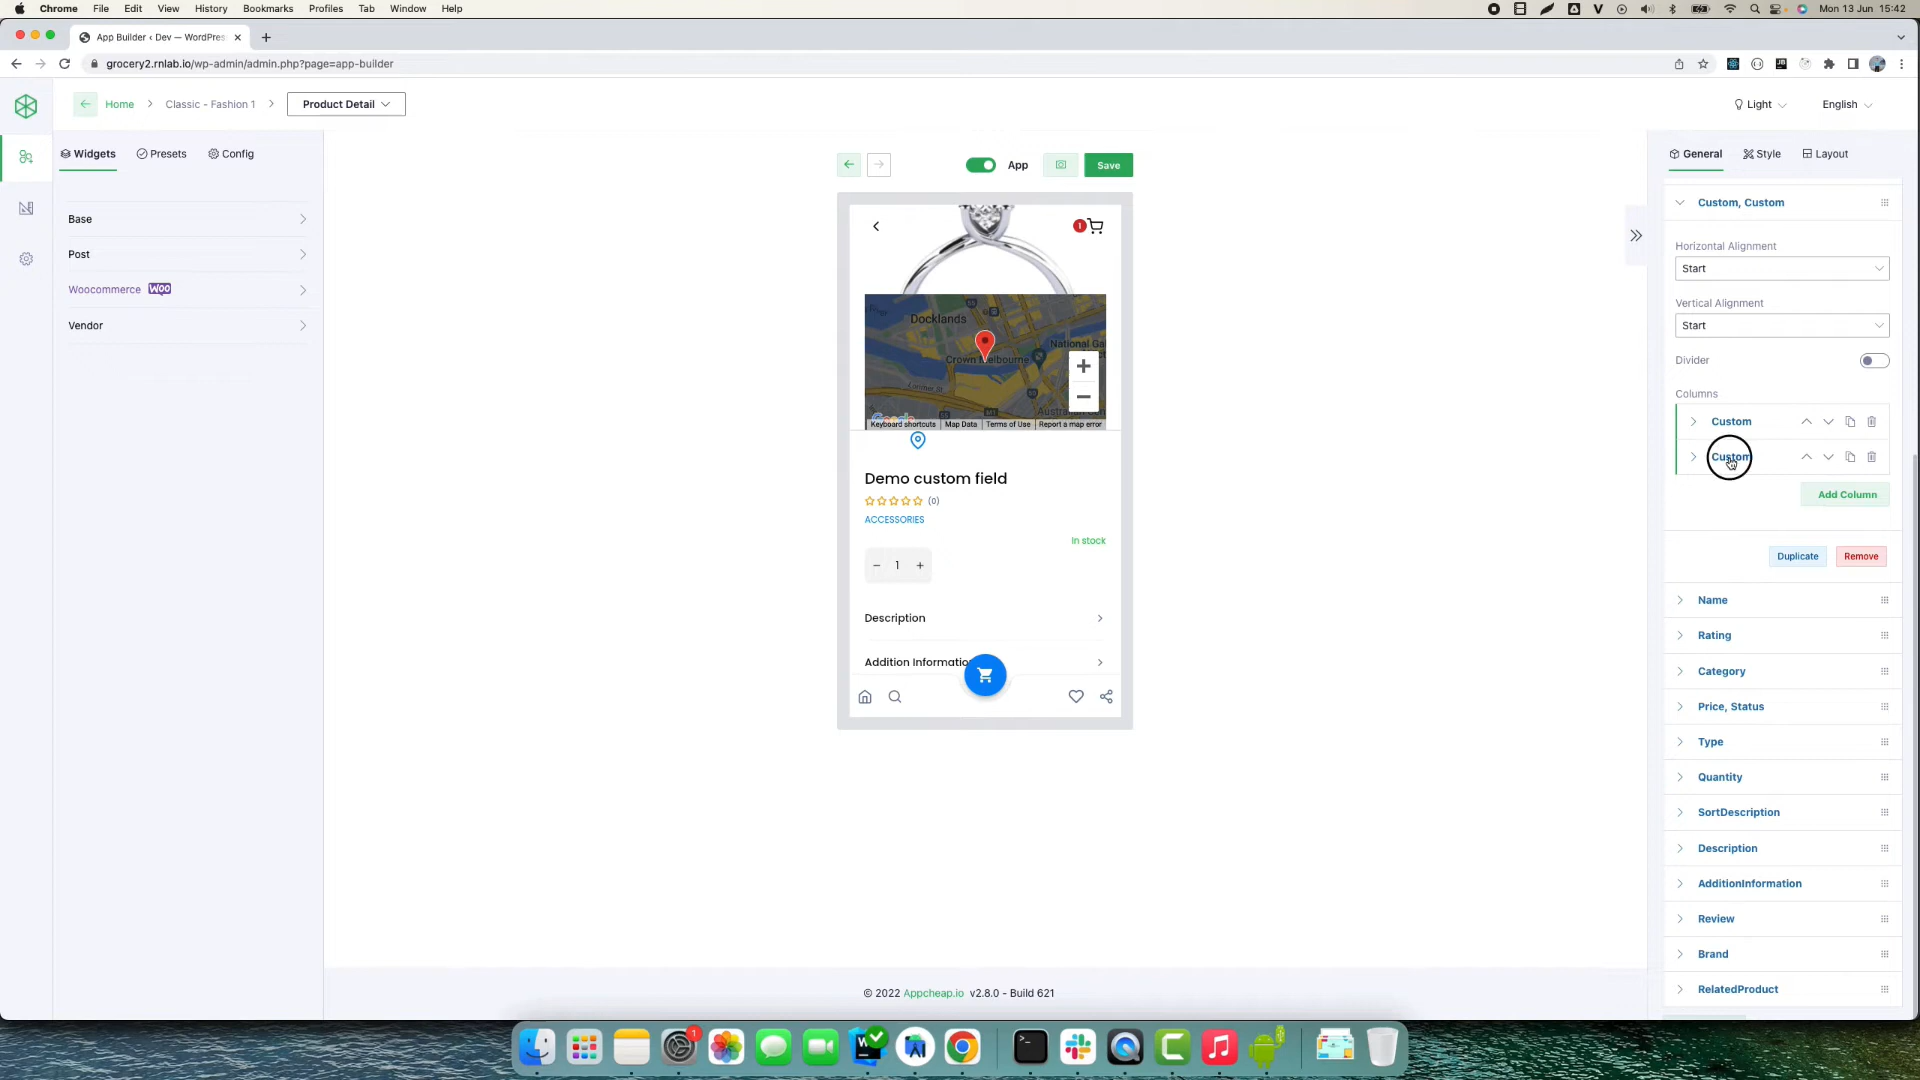 Chrome File Edit View History Bookmarks Profiles Tab Window Help Mon 13 Jun 15:42
App Builder ‹ Dev — WordPres
grocery2.rnlab.io/wp-admin/admin.php?page=app-builder
Home Classic - Fashion 1 Product Detail Light English
Widgets Presets Config
Base
Post
Woocommerce Woo
Vendor
App Save
1
Docklands
National Ga
Crown Melbourne
Google
Keyboard shortcuts Map Data Terms of Use Report a map error
Demo custom field
(0)
ACCESSORIES
In stock
− 1 +
Description
Addition Informatio
© 2022 Appcheap.io v2.8.0 - Build 621
General Style Layout
Custom, Custom
Horizontal Alignment
Start
Vertical Alignment
Start
Divider
Columns
Custom
Custom
Add Column
Duplicate Remove
Name
Rating
Category
Price, Status
Type
Quantity
SortDescription
Description
AdditionInformation
Review
Brand
RelatedProduct
1